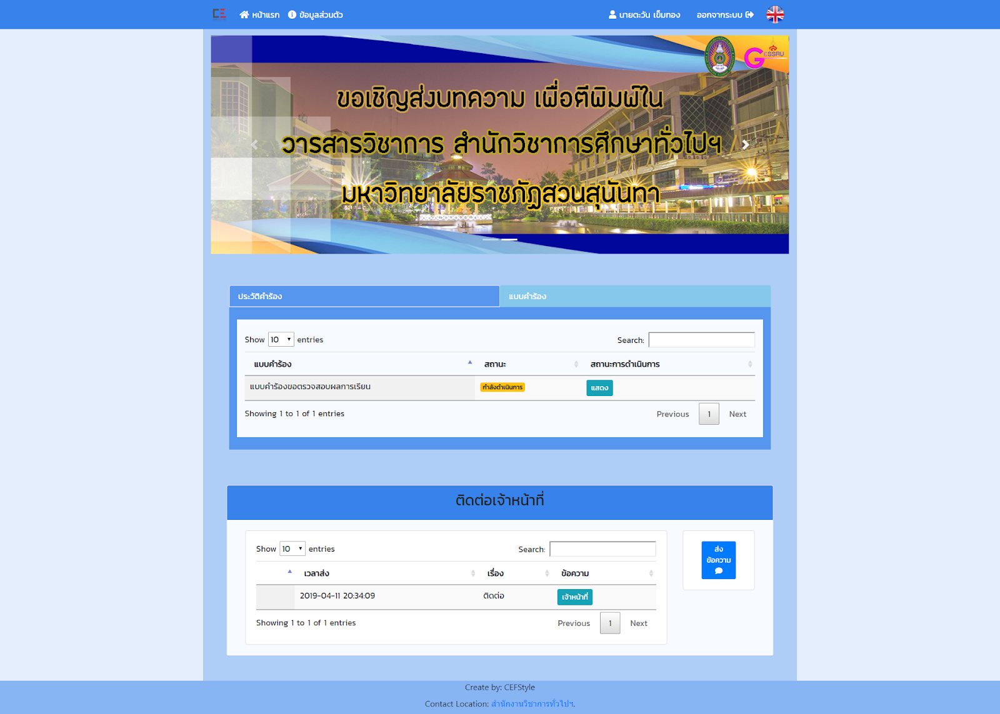 CE หน้าแรก ข้อมูลส่วนตัว นายตะวัน เข็มทอง ออกจากระบบ
GESSRU
ขอเชิญส่งบทความ เพื่อตีพิมพ์ใน
วารสารวิชาการ สำนักวิชาการศึกษาทั่วไปฯ
มหาวิทยาลัยราชภัฏสวนสุนันทา
ประวัติคำร้อง แบบคำร้อง
Show 10 entries Search:
แบบคำร้อง สถานะ สถานะการดำเนินการ
แบบคำร้องขอตรวจสอบผลการเรียน กำลังดำเนินการ แสดง
Showing 1 to 1 of 1 entries Previous 1 Next
ติดต่อเจ้าหน้าที่
Show 10 entries Search:
เวลาส่ง เรื่อง ข้อความ
2019-04-11 20:34:09 ติดต่อ เจ้าหน้าที่
Showing 1 to 1 of 1 entries Previous 1 Next
ส่ง
ข้อความ
Create by: CEFStyle
Contact Location: สำนักงานวิชาการทั่วไปฯ.